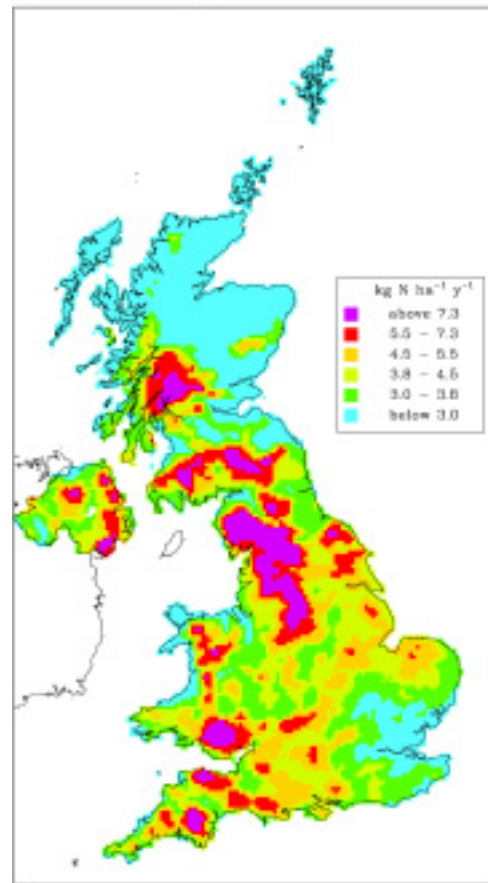 kg N ha⁻¹ y⁻¹
above 7.3
5.5 – 7.3
4.5 – 5.5
3.8 – 4.5
3.0 – 3.8
below 3.0